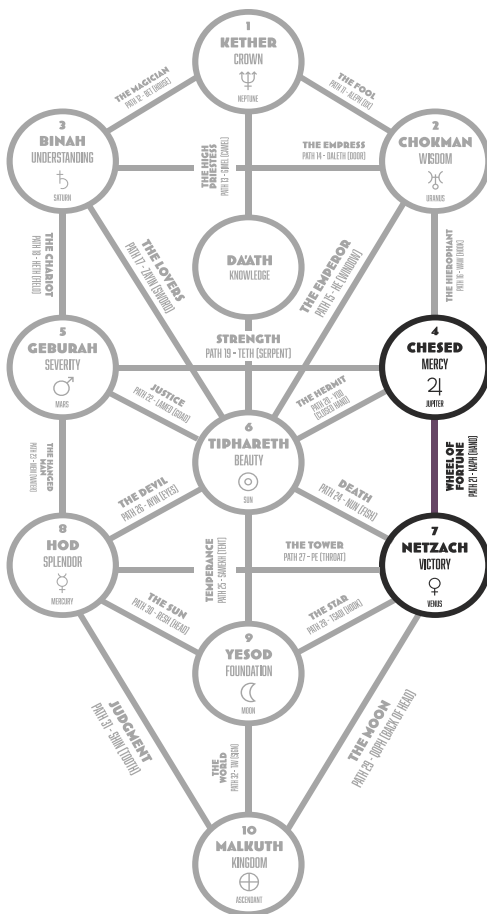 1
KETHER
CROWN
NEPTUNE
THE MAGICIAN
PATH 12 - BET (HOUSE)
THE FOOL
PATH 11 - ALEPH (OX)
3
BINAH
UNDERSTANDING
SATURN
2
CHOKMAH
WISDOM
URANUS
THE HIGH
PRIESTESS
PATH 13 - GIMEL (CAMEL)
THE EMPRESS
PATH 14 - DALETH (DOOR)
THE CHARIOT
PATH 18 - HETH (FIELD)
THE LOVERS
PATH 17 - ZAYIN (SWORD)
DA'ATH
KNOWLEDGE
THE EMPEROR
PATH 15 - HE (WINDOW)
THE HIEROPHANT
PATH 16 - VAV (HOOK)
STRENGTH
PATH 19 - TETH (SERPENT)
5
GEBURAH
SEVERITY
MARS
4
CHESED
MERCY
JUPITER
JUSTICE
PATH 22 - LAMED (GOAD)
THE HERMIT
PATH 20 - YOD
(CLOSED HAND)
6
TIPHARETH
BEAUTY
SUN
THE HANGED
MAN
PATH 23 - MEM (WATER)
WHEEL OF
FORTUNE
PATH 21 - KAPH (HAND)
THE DEVIL
PATH 26 - AYIN (EYES)
DEATH
PATH 24 - NUN (FISH)
8
HOD
SPLENDOR
MERCURY
7
NETZACH
VICTORY
VENUS
TEMPERANCE
PATH 25 - SAMEKH (TENT)
THE TOWER
PATH 27 - PE (THROAT)
THE SUN
PATH 30 - RESH (HEAD)
THE STAR
PATH 28 - TSADI (HOOK)
9
YESOD
FOUNDATION
MOON
JUDGMENT
PATH 31 - SHIN (TOOTH)
THE
WORLD
PATH 32 - TAV (SIGN)
THE MOON
PATH 29 - QOPH (BACK OF HEAD)
10
MALKUTH
KINGDOM
ASCENDANT